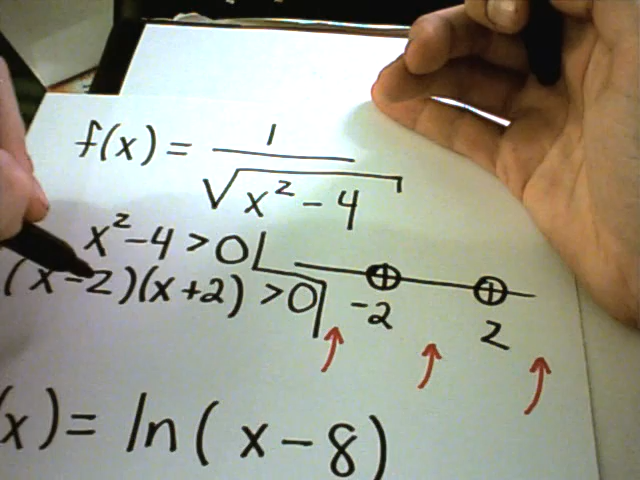 f(x) = 1 / √(x² - 4)
x² - 4 > 0
(x - 2)(x + 2) > 0
-2 2
(x) = ln(x - 8)